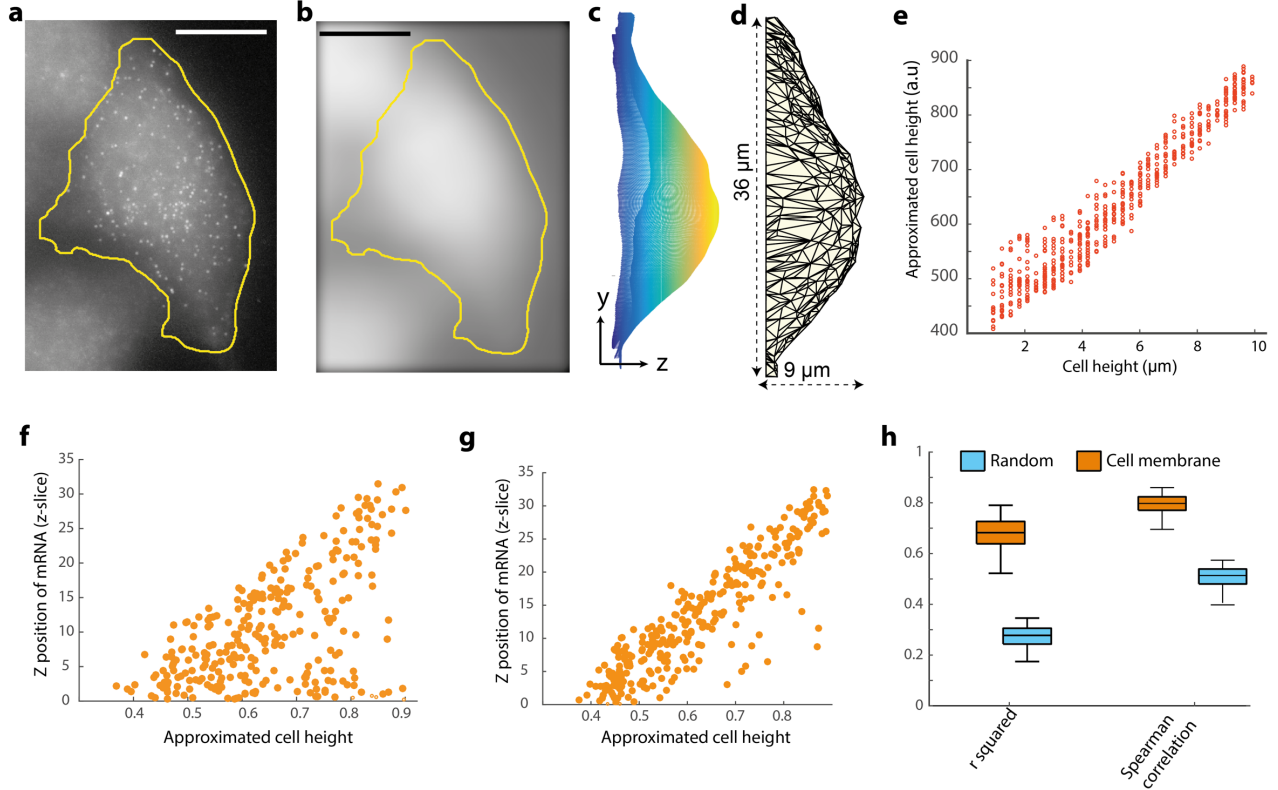 a
b
c
d
e
y
z
36 µm
9 µm
Approximated cell height (a.u)
900
800
700
600
500
400
2 4 6 8 10
Cell height (µm)
f
Z position of mRNA (z-slice)
35
30
25
20
15
10
5
0
0.4 0.5 0.6 0.7 0.8 0.9
Approximated cell height
g
Z position of mRNA (z-slice)
35
30
25
20
15
10
5
0
0.4 0.5 0.6 0.7 0.8
Approximated cell height
h
Random Cell membrane
1
0.8
0.6
0.4
0.2
0
r squared
Spearman
correlation